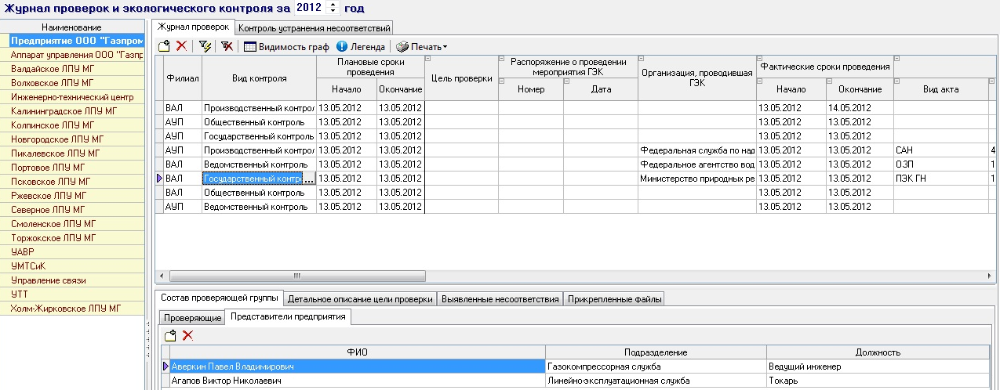 Журнал проверок и экологического контроля за 2012 год
Наименование
Предприятие ООО "Газпром
Аппарат управления ООО "Газпр
Валдайское ЛПУ МГ
Волховское ЛПУ МГ
Инженерно-технический центр
Калининградское ЛПУ МГ
Колпинское ЛПУ МГ
Новгородское ЛПУ МГ
Пикалевское ЛПУ МГ
Портовое ЛПУ МГ
Псковское ЛПУ МГ
Ржевское ЛПУ МГ
Северное ЛПУ МГ
Смоленское ЛПУ МГ
Торжокское ЛПУ МГ
УАВР
УМТСиК
Управление связи
УТТ
Холм-Жирковское ЛПУ МГ
Журнал проверок Контроль устранения несоответствий
Видимость граф Легенда Печать
Филиал Вид контроля Плановые сроки проведения Начало Окончание Цель проверки Распоряжение о проведении мероприятия ГЭК Номер Дата Организация, проводившая ГЭК Фактические сроки проведения Начало Окончание Вид акта
ВАЛ Производственный контрол 13.05.2012 13.05.2012 13.05.2012 14.05.2012
АУП Общественный контроль 13.05.2012 13.05.2012 13.05.2012 13.05.2012
АУП Государственный контроль 13.05.2012 13.05.2012 13.05.2012 13.05.2012
АУП Производственный контрол 13.05.2012 13.05.2012 Федеральная служба по над 13.05.2012 13.05.2012 САН 4
ВАЛ Ведомственный контроль 13.05.2012 13.05.2012 Федеральное агентство вод 13.05.2012 13.05.2012 ОЗП 1
ВАЛ Государственный контро ... 13.05.2012 13.05.2012 Министерство природных ре 13.05.2012 13.05.2012 ПЭК ГН 1
ВАЛ Общественный контроль 13.05.2012 13.05.2012 13.05.2012 13.05.2012
АУП Ведомственный контроль 13.05.2012 13.05.2012 13.05.2012 13.05.2012
Состав проверяющей группы Детальное описание цели проверки Выявленные несоответствия Прикрепленные файлы
Проверяющие Представители предприятия
ФИО Подразделение Должность
Аверкин Павел Владимирович Газокомпрессорная служба Ведущий инженер
Агапов Виктор Николаевич Линейно-эксплуатационная служба Токарь